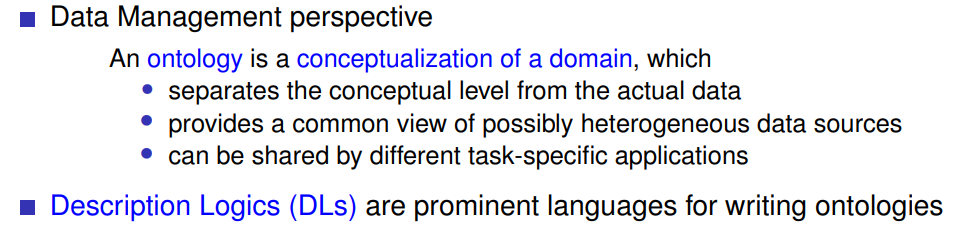 Data Management perspective
An ontology is a conceptualization of a domain, which
separates the conceptual level from the actual data
provides a common view of possibly heterogeneous data sources
can be shared by different task-specific applications
Description Logics (DLs) are prominent languages for writing ontologies